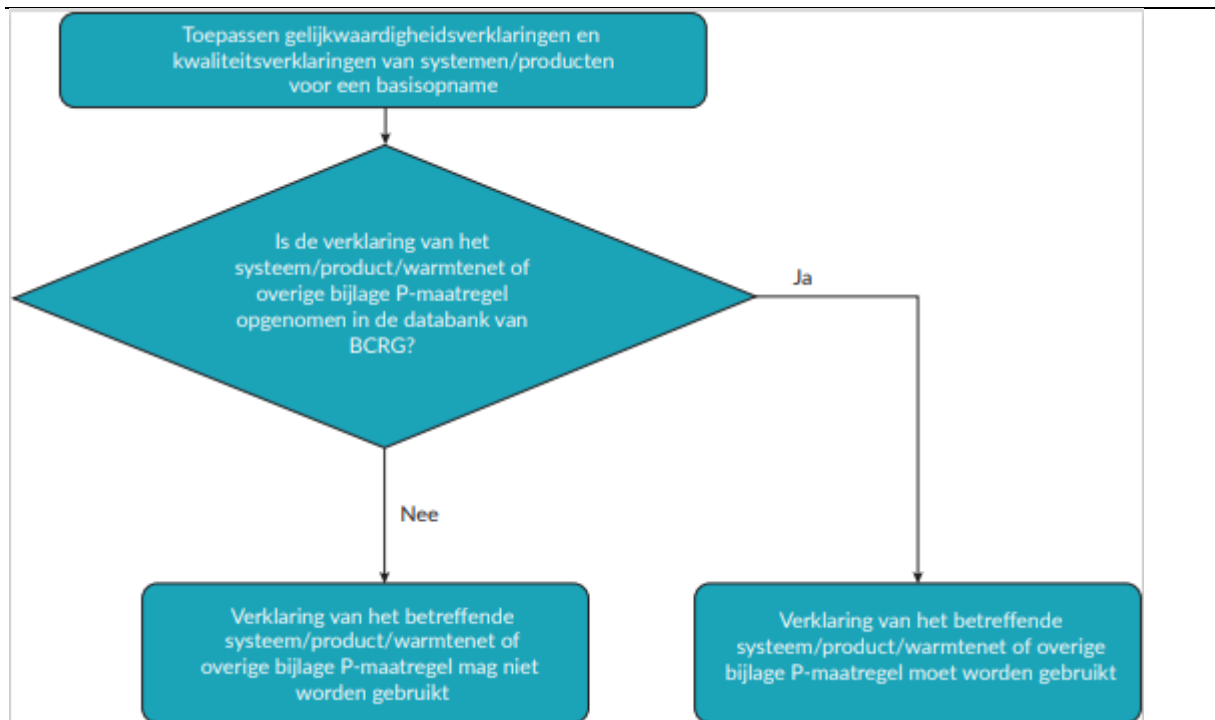 Toepassen gelijkwaardigheidsverklaringen en
kwaliteitsverklaringen van systemen/producten
voor een basisopname
Is de verklaring van het
systeem/product/warmtenet of
overige bijlage P-maatregel
opgenomen in de databank van
BCRG?
Ja
Nee
Verklaring van het betreffende
systeem/product/warmtenet of
overige bijlage P-maatregel mag niet
worden gebruikt
Verklaring van het betreffende
systeem/product/warmtenet of overige
bijlage P-maatregel moet worden gebruikt